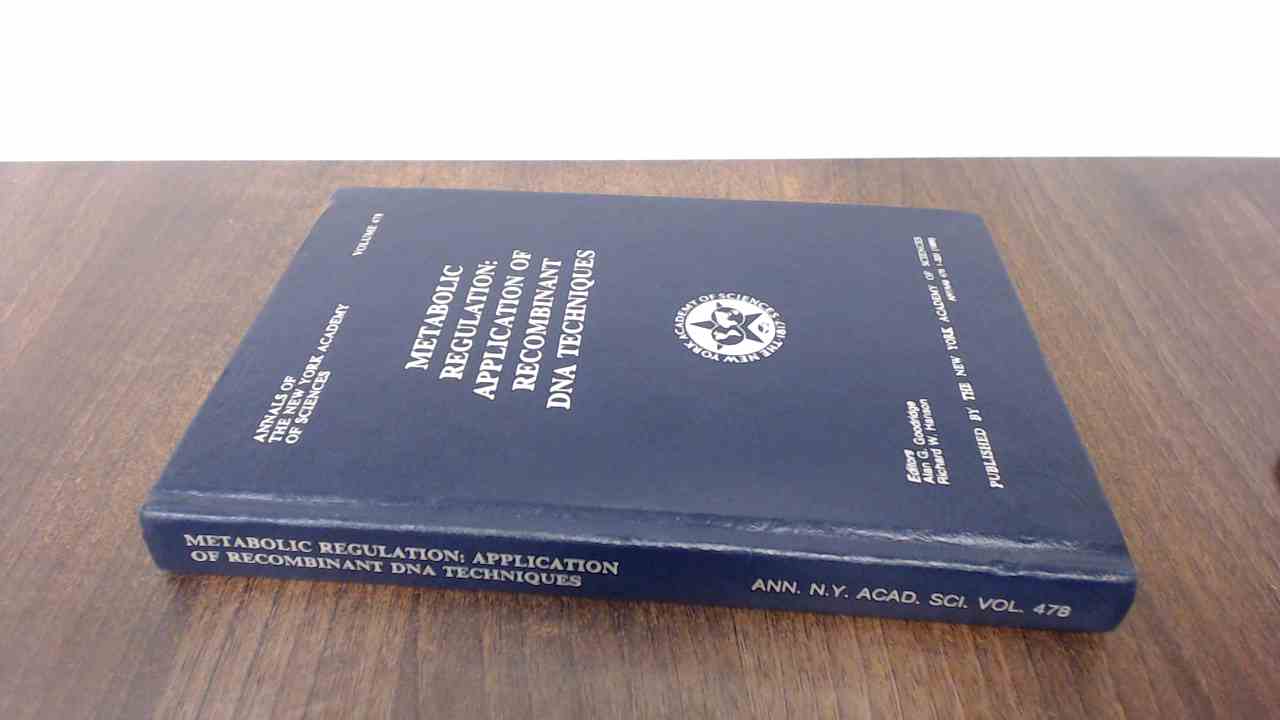 ANNALS OF
THE NEW YORK ACADEMY
OF SCIENCES
VOLUME 478
METABOLIC
REGULATION:
APPLICATION OF
RECOMBINANT
DNA TECHNIQUES
THE NEW YORK ACADEMY OF SCIENCES 1817
Editors
Alan G. Goodridge
Richard W. Hanson
PUBLISHED BY THE NEW YORK ACADEMY OF SCIENCES
METABOLIC REGULATION: APPLICATION
OF RECOMBINANT DNA TECHNIQUES
ANN. N.Y. ACAD. SCI. VOL. 478